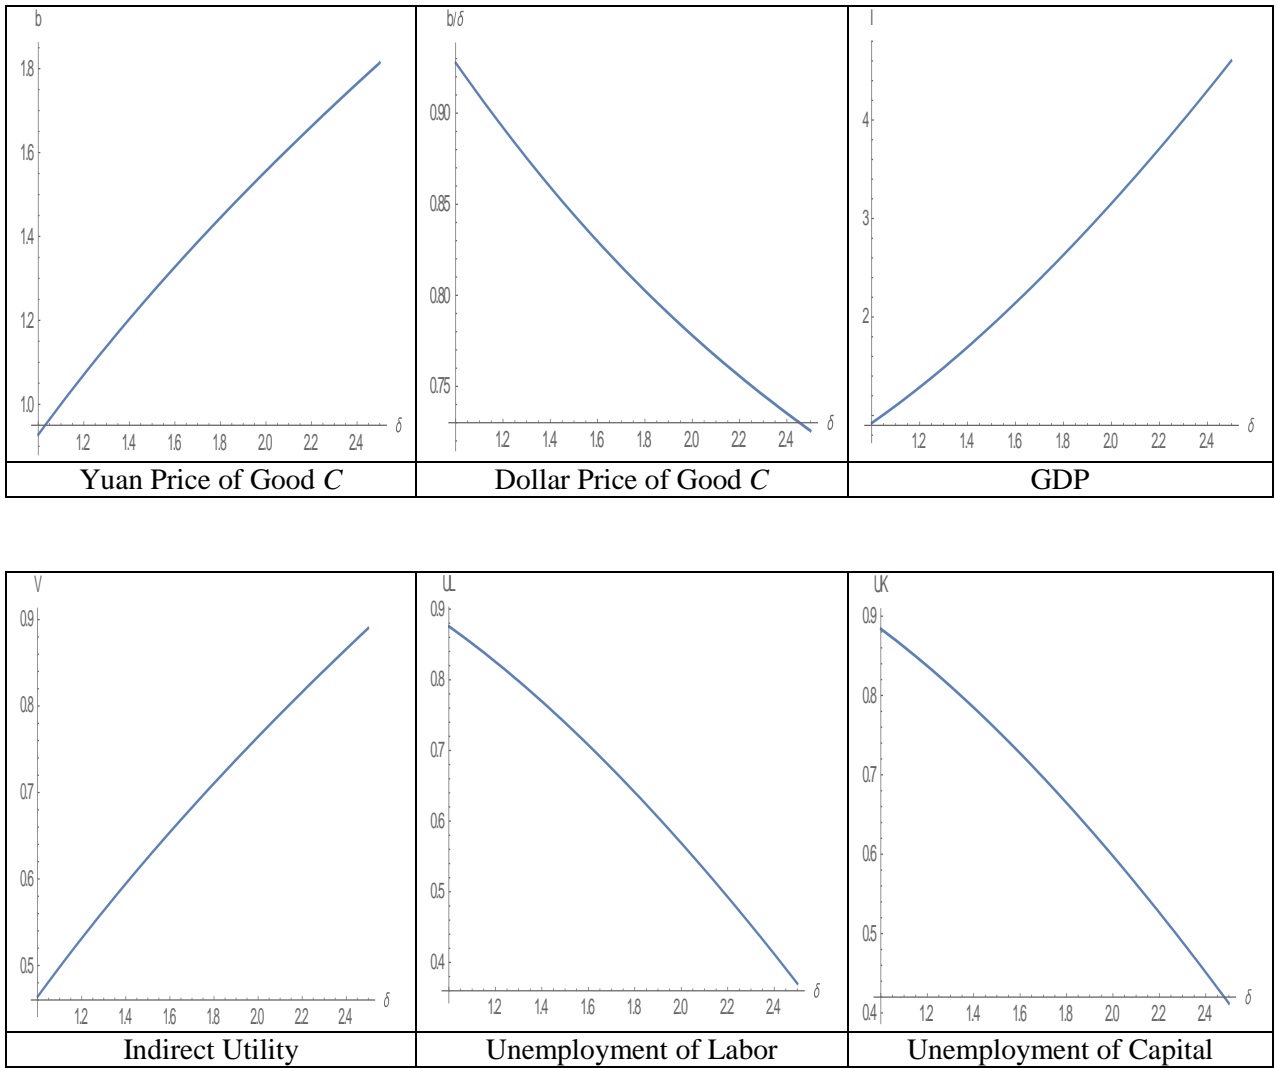 b
1.8
1.6
1.4
1.2
1.0
1.2 1.4 1.6 1.8 2.0 2.2 2.4 δ
Yuan Price of Good C
b/δ
0.90
0.85
0.80
0.75
1.2 1.4 1.6 1.8 2.0 2.2 2.4 δ
Dollar Price of Good C
I
4
3
2
1.2 1.4 1.6 1.8 2.0 2.2 2.4 δ
GDP
V
0.9
0.8
0.7
0.6
0.5
1.2 1.4 1.6 1.8 2.0 2.2 2.4 δ
Indirect Utility
UL
0.9
0.8
0.7
0.6
0.5
0.4
1.2 1.4 1.6 1.8 2.0 2.2 2.4 δ
Unemployment of Labor
UK
0.9
0.8
0.7
0.6
0.5
0.4
1.2 1.4 1.6 1.8 2.0 2.2 2.4 δ
Unemployment of Capital